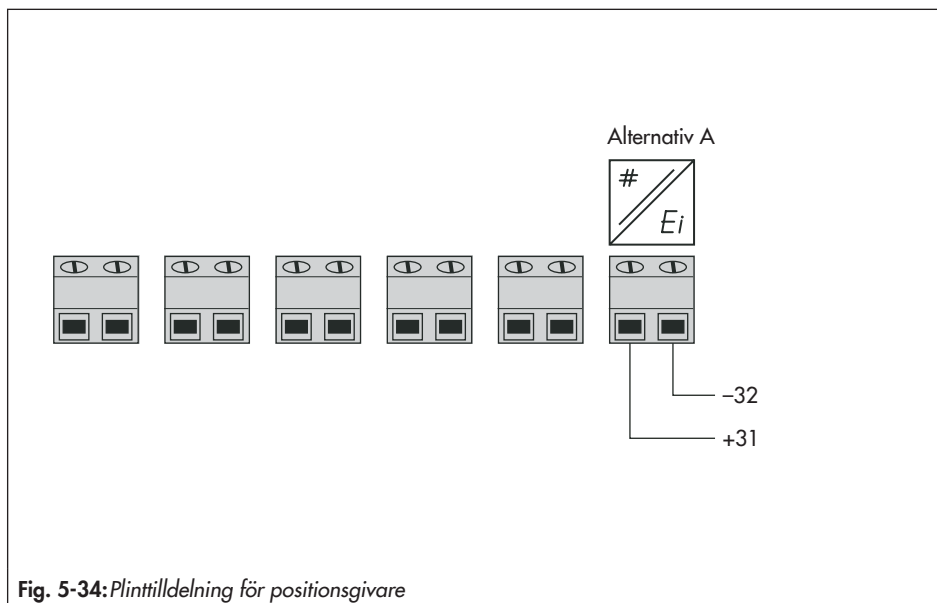 Alternativ A
#
Ei
–32
+31
Fig. 5-34: Plinttilldelning för positionsgivare